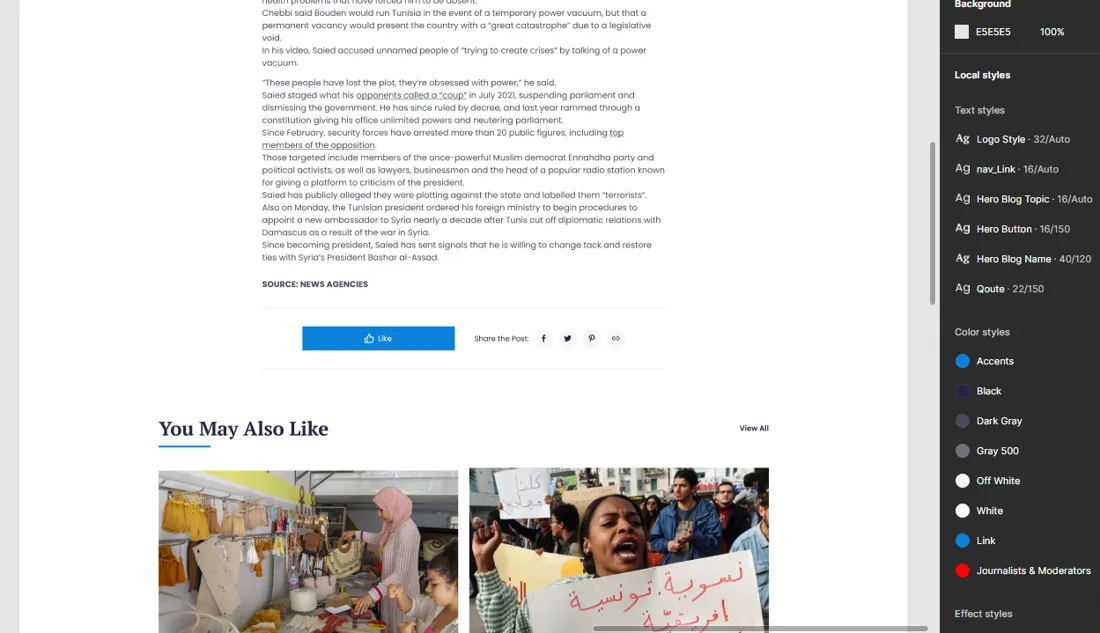 health problems that have forced him to be absent.
Chebbi said Bouden would run Tunisia in the event of a temporary power vacuum, but that a
permanent vacancy would present the country with a “great catastrophe” due to a legislative
void.
In his video, Saied accused unnamed people of “trying to create crises” by talking of a power
vacuum.
“These people have lost the plot, they’re obsessed with power,” he said.
Saied staged what his opponents called a “coup” in July 2021, suspending parliament and
dismissing the government. He has since ruled by decree, and last year rammed through a
constitution giving his office unlimited powers and neutering parliament.
Since February, security forces have arrested more than 20 public figures, including top
members of the opposition.
Those targeted include members of the once-powerful Muslim democrat Ennahdha party and
political activists, as well as lawyers, businessmen and the head of a popular radio station known
for giving a platform to criticism of the president.
Saied has publicly alleged they were plotting against the state and labelled them “terrorists”.
Also on Monday, the Tunisian president ordered his foreign ministry to begin procedures to
appoint a new ambassador to Syria nearly a decade after Tunis cut off diplomatic relations with
Damascus as a result of the war in Syria.
Since becoming president, Saied has sent signals that he is willing to change tack and restore
ties with Syria’s President Bashar al-Assad.
SOURCE: NEWS AGENCIES
Like
Share the Post:
You May Also Like
View All
كلنا
نسوية. تونسية
إفريقية
Background
E5E5E5 100%
Local styles
Text styles
Ag Logo Style · 32/Auto
Ag nav_Link · 16/Auto
Ag Hero Blog Topic · 16/Auto
Ag Hero Button · 16/150
Ag Hero Blog Name · 40/120
Ag Qoute · 22/150
Color styles
Accents
Black
Dark Gray
Gray 500
Off White
White
Link
Journalists & Moderators
Effect styles